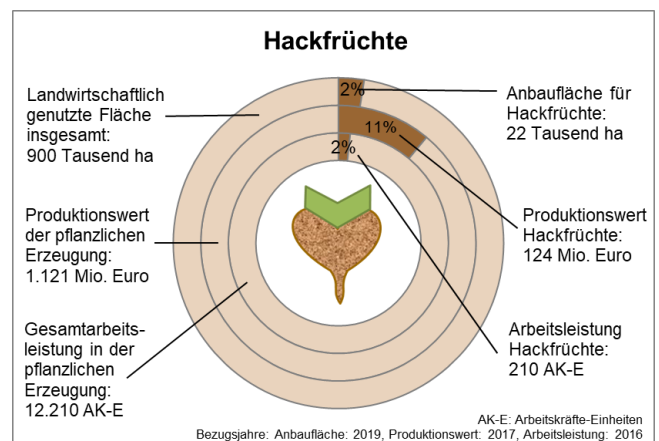 Hackfrüchte
Landwirtschaftlich
genutzte Fläche
insgesamt:
900 Tausend ha
Produktionswert
der pflanzlichen
Erzeugung:
1.121 Mio. Euro
Gesamtarbeits-
leistung in der
pflanzlichen
Erzeugung:
12.210 AK-E
2%
11%
2%
Anbaufläche für
Hackfrüchte:
22 Tausend ha
Produktionswert
Hackfrüchte:
124 Mio. Euro
Arbeitsleistung
Hackfrüchte:
210 AK-E
AK-E: Arbeitskräfte-Einheiten
Bezugsjahre: Anbaufläche: 2019, Produktionswert: 2017, Arbeitsleistung: 2016